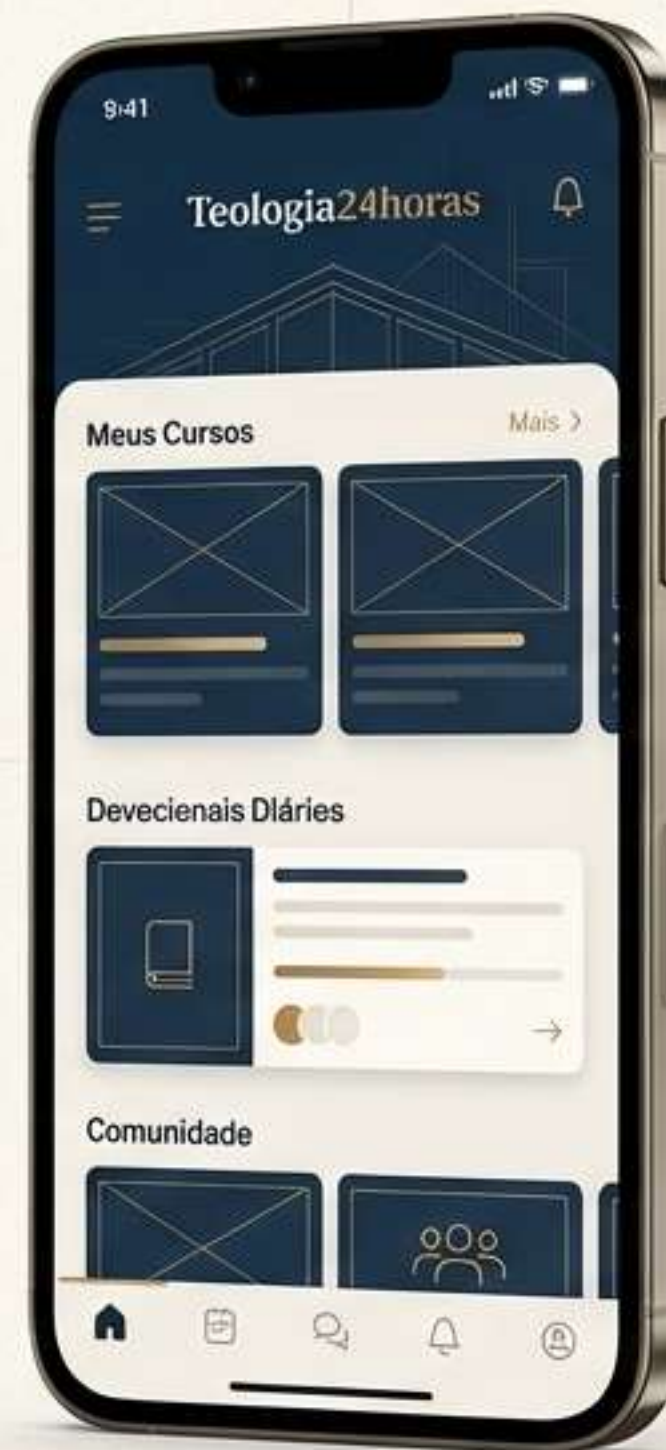 9:41
Teologia24horas
Meus Cursos
Mais >
Devecienais Dláries
Comunidade